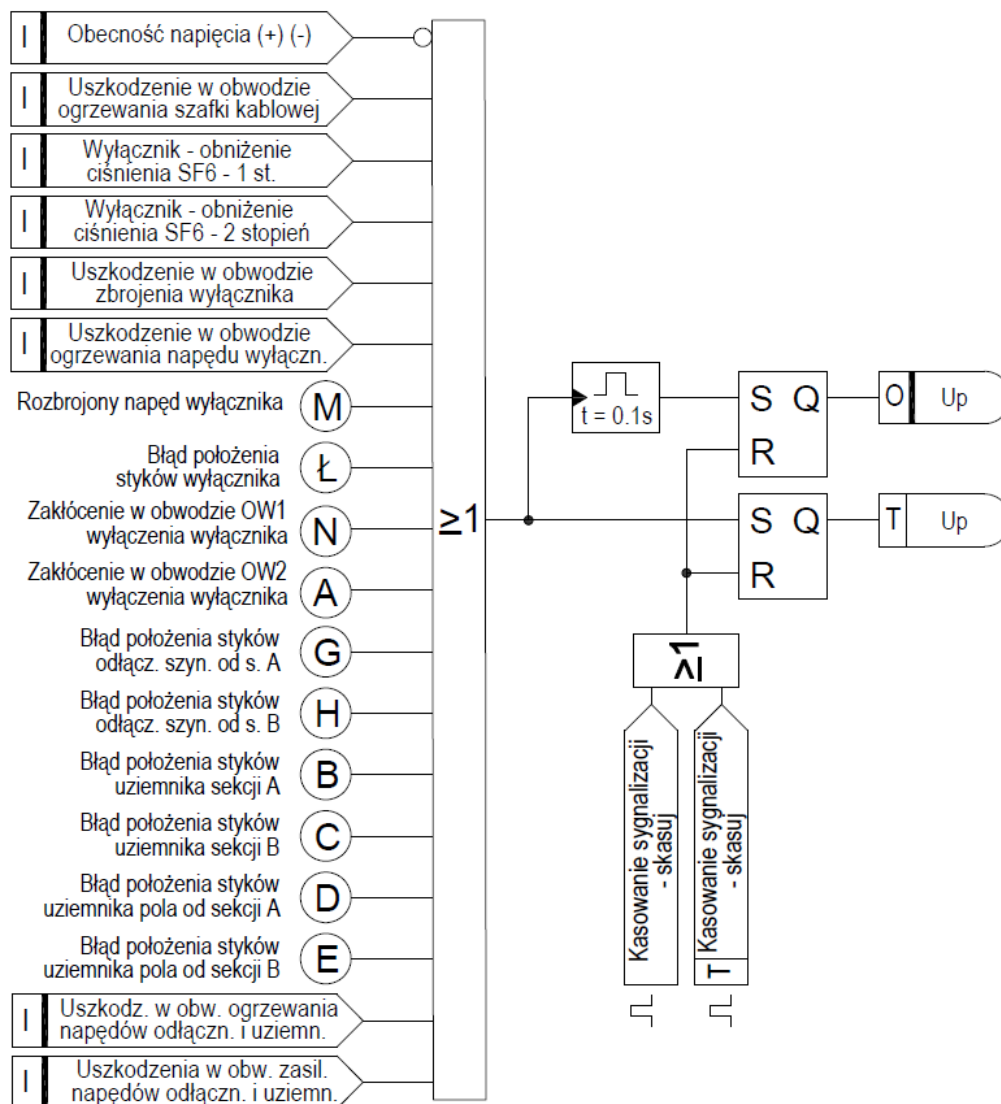 I
Obecność napięcia (+) (-)
I
Uszkodzenie w obwodzie
ogrzewania szafki kablowej
I
Wyłącznik - obniżenie
ciśnienia SF6 - 1 st.
I
Wyłącznik - obniżenie
ciśnienia SF6 - 2 stopień
I
Uszkodzenie w obwodzie
zbrojenia wyłącznika
I
Uszkodzenie w obwodzie
ogrzewania napędu wyłączn.
Rozbrojony napęd wyłącznika
M
Błąd położenia
styków wyłącznika
Ł
Zakłócenie w obwodzie OW1
wyłączenia wyłącznika
N
Zakłócenie w obwodzie OW2
wyłączenia wyłącznika
A
Błąd położenia styków
odłącz. szyn. od s. A
G
Błąd położenia styków
odłącz. szyn. od s. B
H
Błąd położenia styków
uziemnika sekcji A
B
Błąd położenia styków
uziemnika sekcji B
C
Błąd położenia styków
uziemnika pola od sekcji A
D
Błąd położenia styków
uziemnika pola od sekcji B
E
I
Uszkodz. w obw. ogrzewania
napędów odłączn. i uziemn.
I
Uszkodzenia w obw. zasil.
napędów odłączn. i uziemn.
≥1
t = 0.1s
S Q
R
O
Up
S Q
R
T
Up
≥1
Kasowanie sygnalizacji
- skasuj
T
Kasowanie sygnalizacji
- skasuj